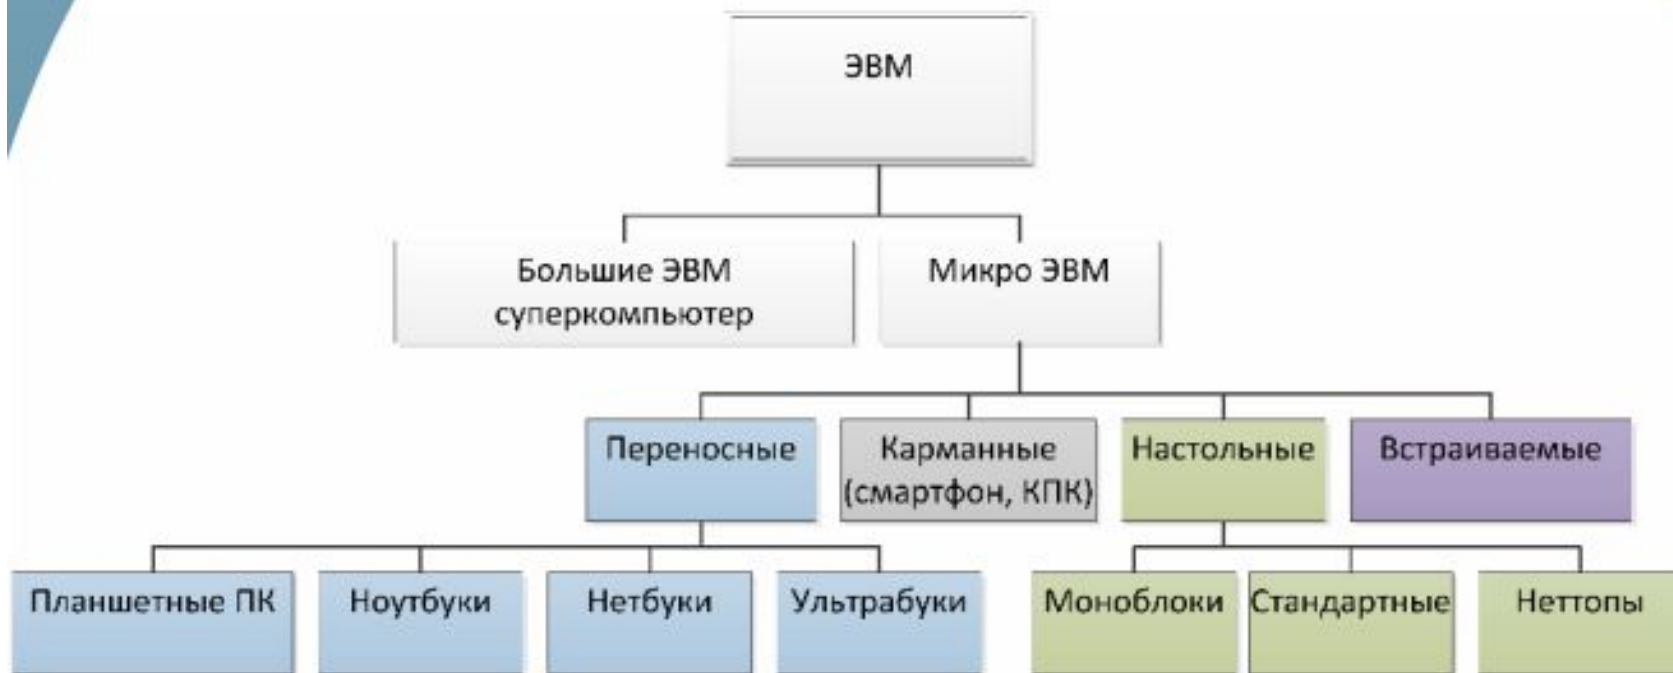 ЭВМ
Большие ЭВМ
суперкомпьютер
Микро ЭВМ
Переносные
Карманные
(смартфон, КПК)
Настольные
Встраиваемые
Планшетные ПК
Ноутбуки
Нетбуки
Ультрабуки
Моноблоки
Стандартные
Неттопы